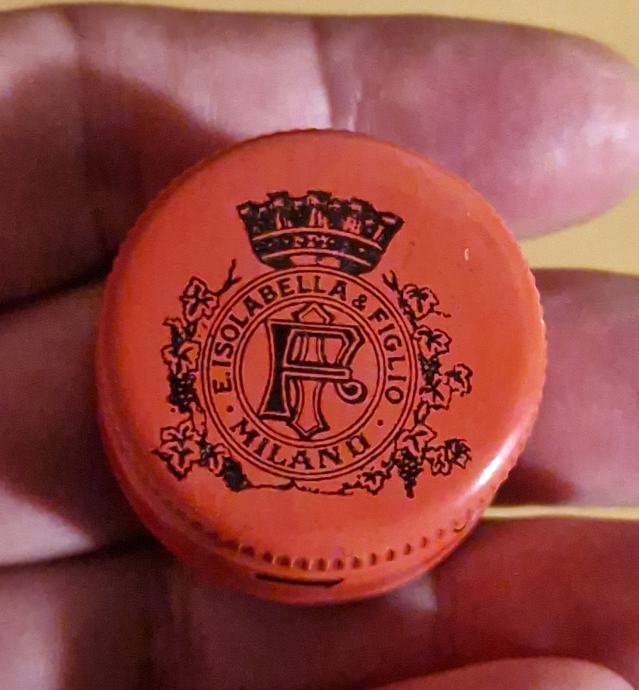 E. ISOLABELLA & FIGLIO
· MILANO ·